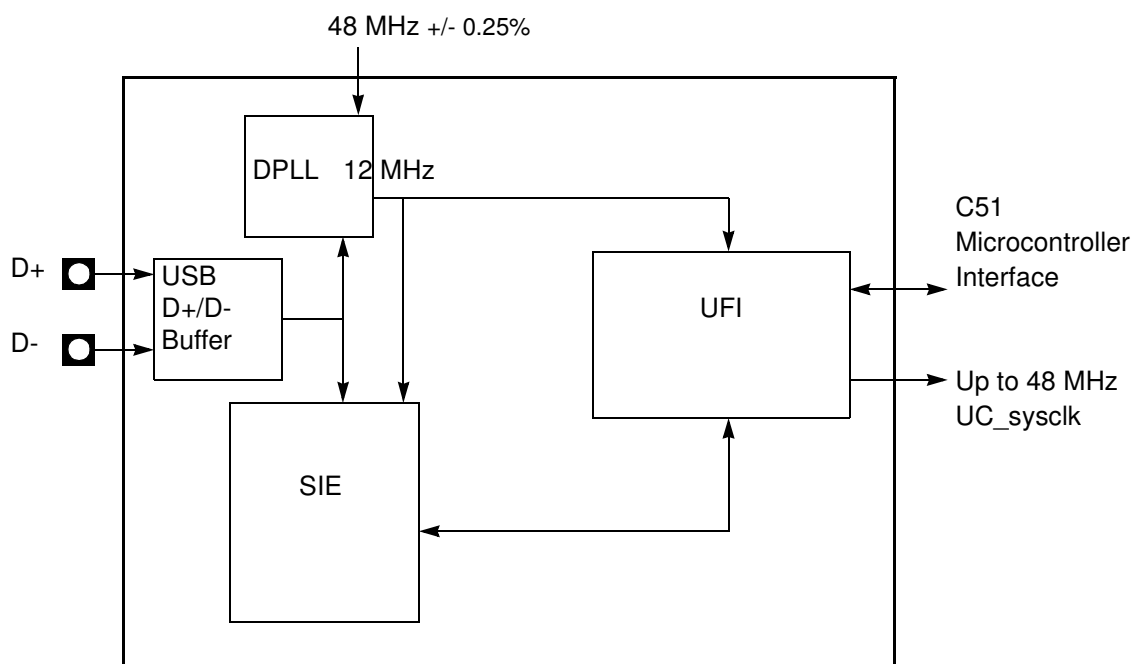 48 MHz +/- 0.25%
DPLL 12 MHz
D+
D-
USB
D+/D-
Buffer
UFI
C51
Microcontroller
Interface
Up to 48 MHz
UC_sysclk
SIE